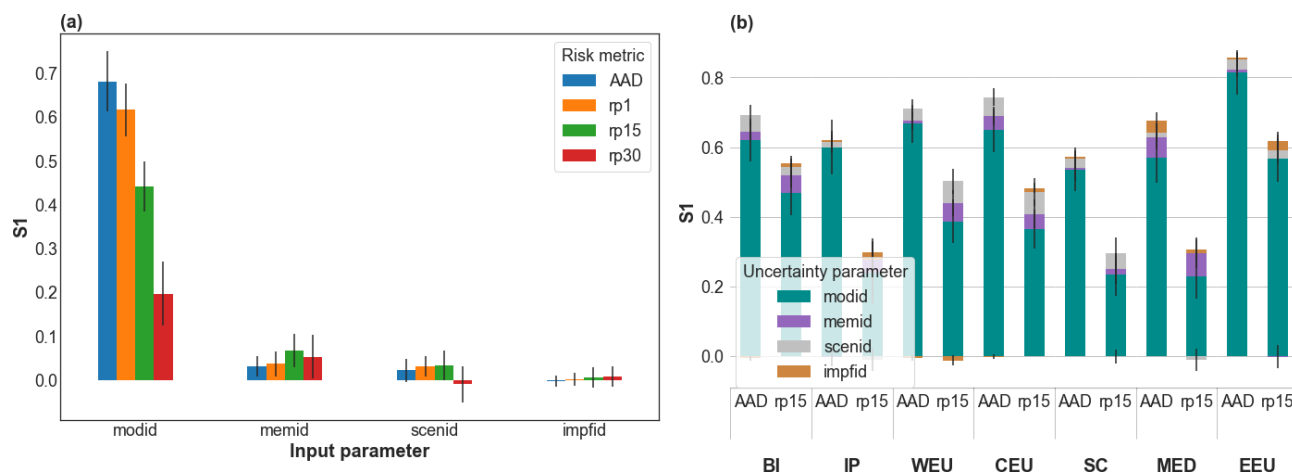 (a)
S1
0.7
0.6
0.5
0.4
0.3
0.2
0.1
0.0
Risk metric
AAD
rp1
rp15
rp30
modid memid scenid impfid
Input parameter
(b)
S1
0.8
0.6
0.4
0.2
0.0
Uncertainty parameter
modid
memid
scenid
impfid
AAD rp15 AAD rp15 AAD rp15 AAD rp15 AAD rp15 AAD rp15 AAD rp15
BI IP WEU CEU SC MED EEU